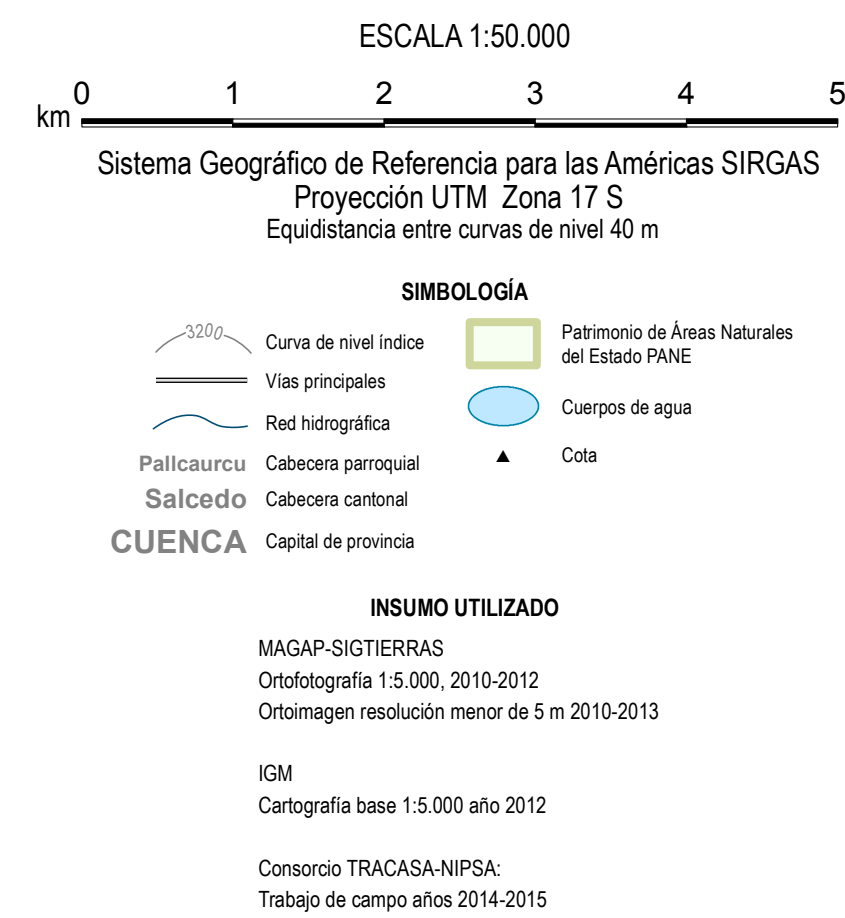 ESCALA 1:50.000
0 1 2 3 4 5
km
Sistema Geográfico de Referencia para las Américas SIRGAS
Proyección UTM Zona 17 S
Equidistancia entre curvas de nivel 40 m
SIMBOLOGÍA
3200 Curva de nivel índice
Vías principales
Red hidrográfica
Pallcaurcu Cabecera parroquial
Salcedo Cabecera cantonal
CUENCA Capital de provincia
Patrimonio de Áreas Naturales
del Estado PANE
Cuerpos de agua
Cota
INSUMO UTILIZADO
MAGAP-SIGTIERRAS
Ortofotografía 1:5.000, 2010-2012
Ortoimagen resolución menor de 5 m 2010-2013
IGM
Cartografía base 1:5.000 año 2012
Consorcio TRACASA-NIPSA:
Trabajo de campo años 2014-2015